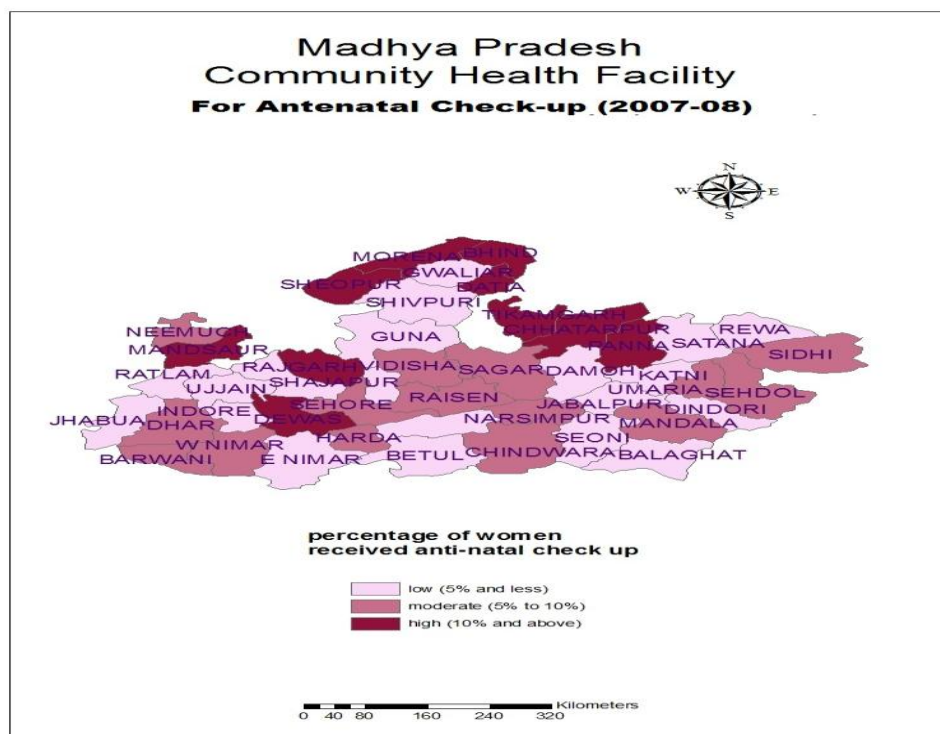 Madhya Pradesh
Community Health Facility
For Antenatal Check-up (2007-08)
N
W E
S
MORENA BHIND
GWALIAR
SHEOPUR DATIA
SHIVPURI
TIKAMGARH
NEEMUCH GUNA CHHATARPUR REWA
MANDSAUR PANNA SATANA
SIDHI
RATLAM RAJGARH VIDISHA SAGAR DAMOH KATNI
UJJAIN SHAJAPUR UMARIA SEHDOL
JHABUA INDORE SEHORE RAISEN JABALPUR DINDORI
DHAR DEWAS NARSIMPUR MANDALA
W NIMAR HARDA SEONI
BARWANI E NIMAR BETUL CHINDWARA BALAGHAT
percentage of women
received anti-natal check up
low (5% and less)
moderate (5% to 10%)
high (10% and above)
Kilometers
0 40 80 160 240 320